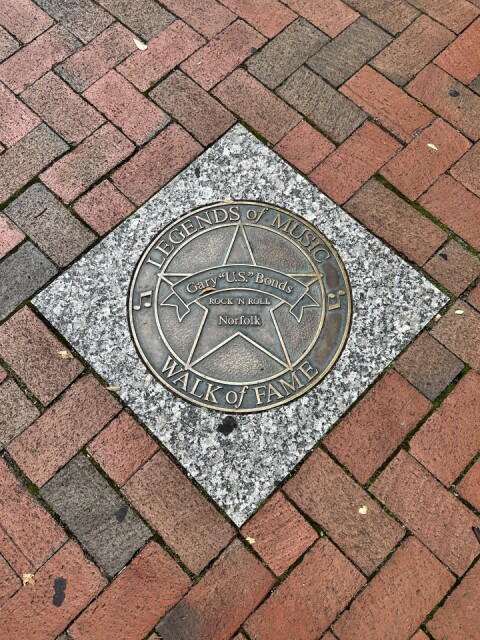 LEGENDS of MUSIC
Gary "U.S." Bonds
ROCK 'N ROLL
Norfolk
WALK of FAME